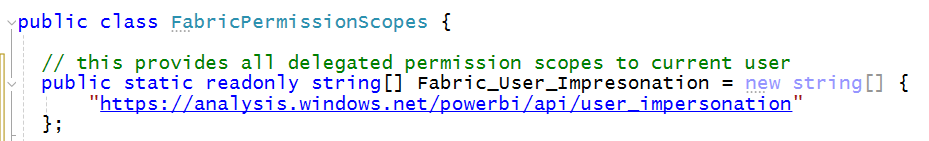 public class FabricPermissionScopes {
// this provides all delegated permission scopes to current user
public static readonly string[] Fabric_User_Impresonation = new string[] {
"https://analysis.windows.net/powerbi/api/user_impersonation"
};